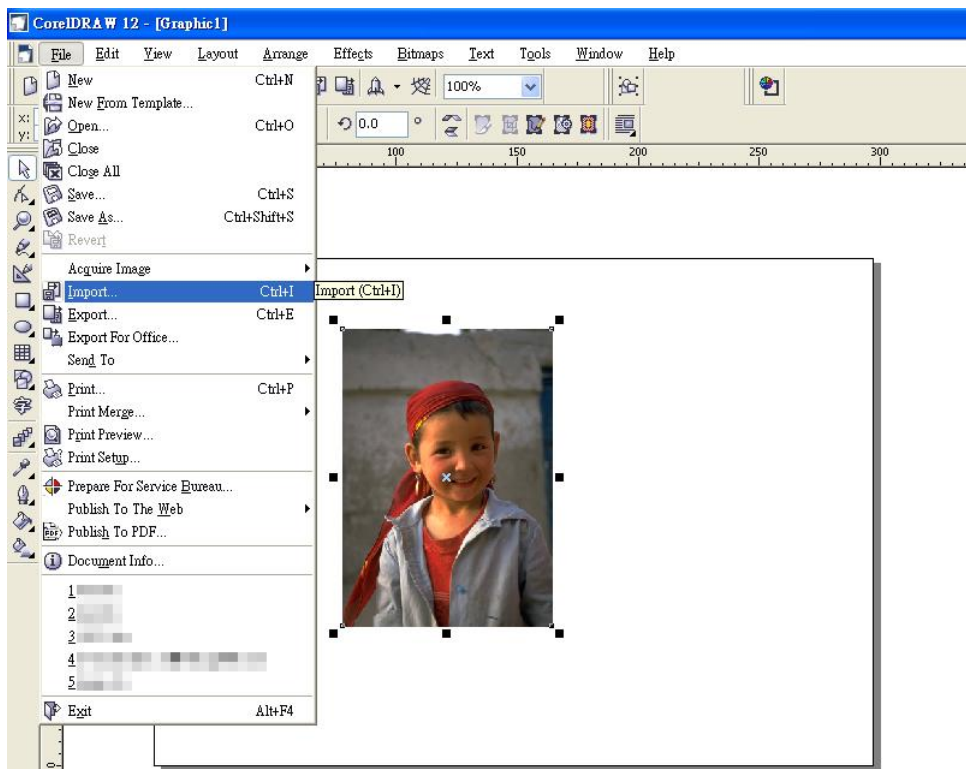 CorelDRAW 12 - [Graphic1]
File Edit View Layout Arrange Effects Bitmaps Text Tools Window Help
New Ctrl+N
100%
New From Template...
x:
Open... Ctrl+O
0.0 °
y:
Close
100 150 200 250 300
Close All
Save... Ctrl+S
Save As... Ctrl+Shift+S
Revert
Acquire Image
Import... Ctrl+I
Import (Ctrl+I)
Export... Ctrl+E
Export For Office...
Send To
Print... Ctrl+P
Print Merge...
字
Print Preview...
Print Setup...
Prepare For Service Bureau...
Publish To The Web
PDF Publish To PDF...
Document Info...
1
2
3
4
5
Exit Alt+F4
0